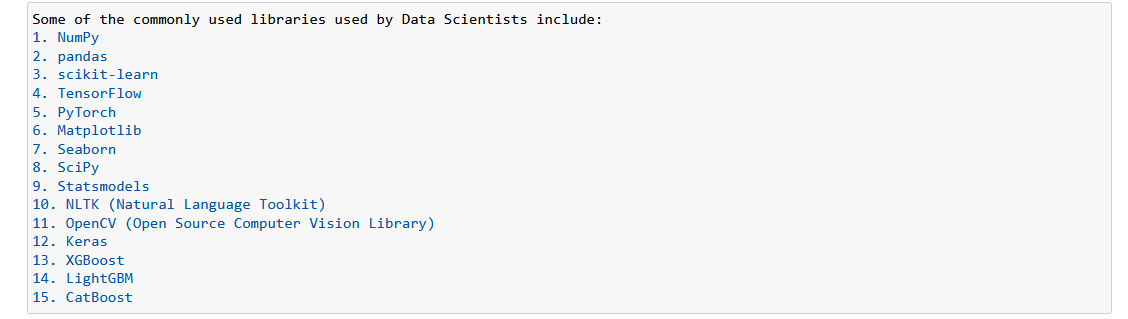 Some of the commonly used libraries used by Data Scientists include:
1. NumPy
2. pandas
3. scikit-learn
4. TensorFlow
5. PyTorch
6. Matplotlib
7. Seaborn
8. SciPy
9. Statsmodels
10. NLTK (Natural Language Toolkit)
11. OpenCV (Open Source Computer Vision Library)
12. Keras
13. XGBoost
14. LightGBM
15. CatBoost